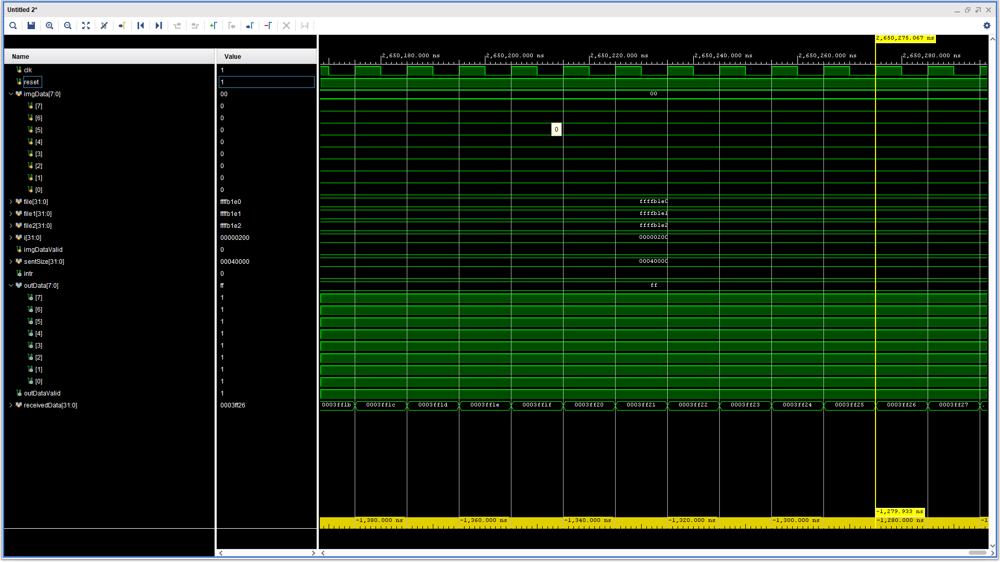 Untitled 2*
2,650,275.067 ns
Name Value
2,650,180.000 ns 2,650,200.000 ns 2,650,220.000 ns 2,650,240.000 ns 2,650,260.000 ns 2,650,280.000 ns
clk 1
reset 1
imgData[7:0] 00 00
[7] 0
[6] 0
[5] 0 0
[4] 0
[3] 0
[2] 0
[1] 0
[0] 0
file[31:0] ffffb1e0 ffffb1e0
file1[31:0] ffffb1e1 ffffb1e1
file2[31:0] ffffb1e2 ffffb1e2
i[31:0] 00000200 00000200
imgDataValid 0
sentSize[31:0] 00040000 00040000
intr 0
outData[7:0] ff ff
[7] 1
[6] 1
[5] 1
[4] 1
[3] 1
[2] 1
[1] 1
[0] 1
outDataValid 1
receivedData[31:0] 0003ff26 0003ff1b 0003ff1c 0003ff1d 0003ff1e 0003ff1f 0003ff20 0003ff21 0003ff22 0003ff23 0003ff24 0003ff25 0003ff26 0003ff27
-1,279.933 ns
-1,380.000 ns -1,360.000 ns -1,340.000 ns -1,320.000 ns -1,300.000 ns -1,280.000 ns -1